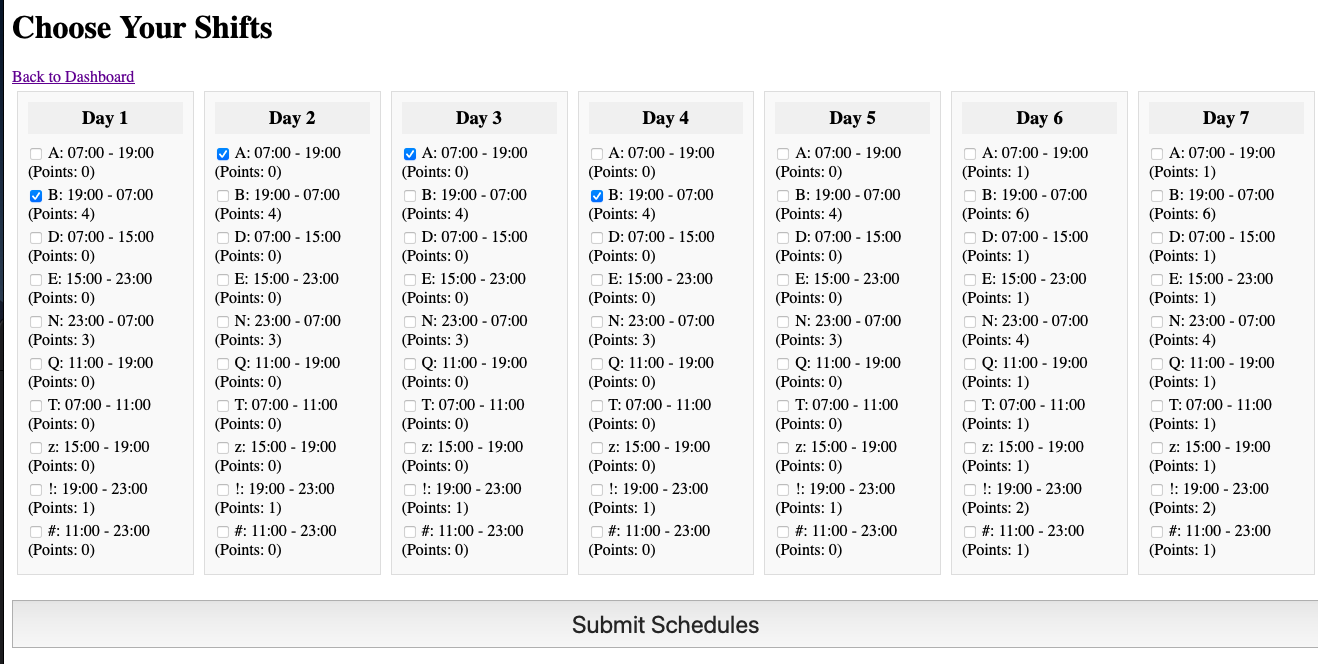 Choose Your Shifts
Back to Dashboard
Day 1
A: 07:00 - 19:00
(Points: 0)
B: 19:00 - 07:00
(Points: 4)
D: 07:00 - 15:00
(Points: 0)
E: 15:00 - 23:00
(Points: 0)
N: 23:00 - 07:00
(Points: 3)
Q: 11:00 - 19:00
(Points: 0)
T: 07:00 - 11:00
(Points: 0)
z: 15:00 - 19:00
(Points: 0)
!: 19:00 - 23:00
(Points: 1)
#: 11:00 - 23:00
(Points: 0)
Day 2
A: 07:00 - 19:00
(Points: 0)
B: 19:00 - 07:00
(Points: 4)
D: 07:00 - 15:00
(Points: 0)
E: 15:00 - 23:00
(Points: 0)
N: 23:00 - 07:00
(Points: 3)
Q: 11:00 - 19:00
(Points: 0)
T: 07:00 - 11:00
(Points: 0)
z: 15:00 - 19:00
(Points: 0)
!: 19:00 - 23:00
(Points: 1)
#: 11:00 - 23:00
(Points: 0)
Day 3
A: 07:00 - 19:00
(Points: 0)
B: 19:00 - 07:00
(Points: 4)
D: 07:00 - 15:00
(Points: 0)
E: 15:00 - 23:00
(Points: 0)
N: 23:00 - 07:00
(Points: 3)
Q: 11:00 - 19:00
(Points: 0)
T: 07:00 - 11:00
(Points: 0)
z: 15:00 - 19:00
(Points: 0)
!: 19:00 - 23:00
(Points: 1)
#: 11:00 - 23:00
(Points: 0)
Day 4
A: 07:00 - 19:00
(Points: 0)
B: 19:00 - 07:00
(Points: 4)
D: 07:00 - 15:00
(Points: 0)
E: 15:00 - 23:00
(Points: 0)
N: 23:00 - 07:00
(Points: 3)
Q: 11:00 - 19:00
(Points: 0)
T: 07:00 - 11:00
(Points: 0)
z: 15:00 - 19:00
(Points: 0)
!: 19:00 - 23:00
(Points: 1)
#: 11:00 - 23:00
(Points: 0)
Day 5
A: 07:00 - 19:00
(Points: 0)
B: 19:00 - 07:00
(Points: 4)
D: 07:00 - 15:00
(Points: 0)
E: 15:00 - 23:00
(Points: 0)
N: 23:00 - 07:00
(Points: 3)
Q: 11:00 - 19:00
(Points: 0)
T: 07:00 - 11:00
(Points: 0)
z: 15:00 - 19:00
(Points: 0)
!: 19:00 - 23:00
(Points: 1)
#: 11:00 - 23:00
(Points: 0)
Day 6
A: 07:00 - 19:00
(Points: 1)
B: 19:00 - 07:00
(Points: 6)
D: 07:00 - 15:00
(Points: 1)
E: 15:00 - 23:00
(Points: 1)
N: 23:00 - 07:00
(Points: 4)
Q: 11:00 - 19:00
(Points: 1)
T: 07:00 - 11:00
(Points: 1)
z: 15:00 - 19:00
(Points: 1)
!: 19:00 - 23:00
(Points: 2)
#: 11:00 - 23:00
(Points: 1)
Day 7
A: 07:00 - 19:00
(Points: 1)
B: 19:00 - 07:00
(Points: 6)
D: 07:00 - 15:00
(Points: 1)
E: 15:00 - 23:00
(Points: 1)
N: 23:00 - 07:00
(Points: 4)
Q: 11:00 - 19:00
(Points: 1)
T: 07:00 - 11:00
(Points: 1)
z: 15:00 - 19:00
(Points: 1)
!: 19:00 - 23:00
(Points: 2)
#: 11:00 - 23:00
(Points: 1)
Submit Schedules